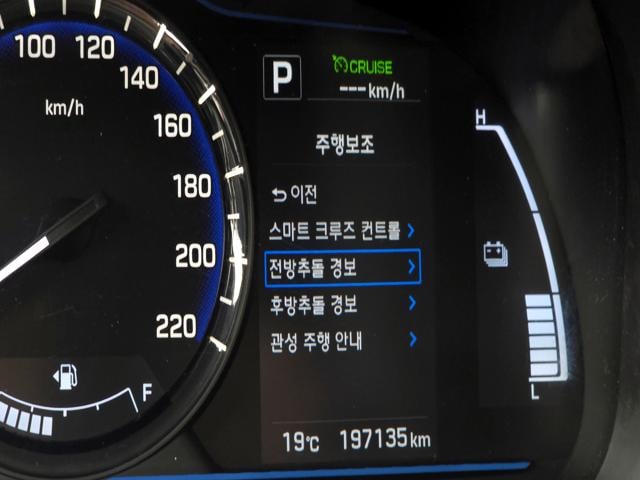 100 120
140
km/h
160
180
200
220
F
P
CRUISE
---km/h
주행보조
이전
스마트 크루즈 컨트롤
전방추돌 경보
후방추돌 경보
관성 주행 안내
19℃ 197135km
H
L